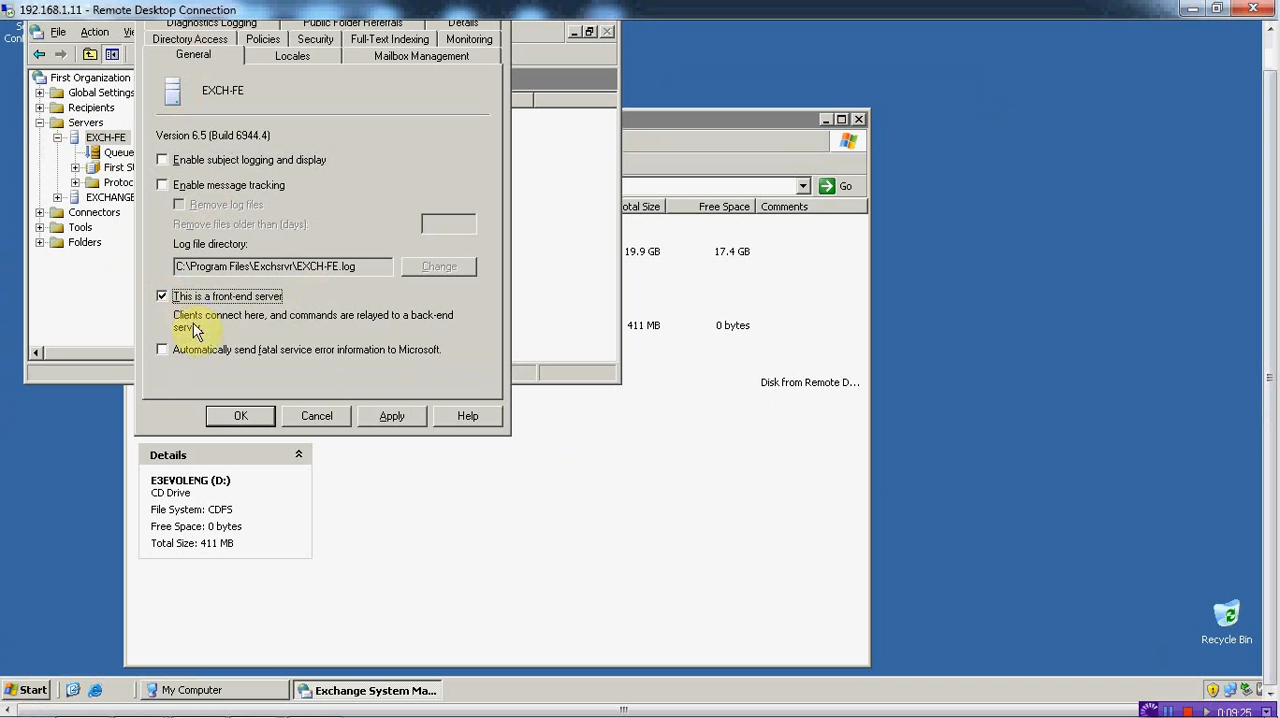 192.168.1.11 - Remote Desktop Connection
File Action
Diagnostics Logging Public Folder Referrals Details
Directory Access Policies Security Full-Text Indexing Monitoring
General Locales Mailbox Management
First Organization
Global Settings
Recipients
Servers
EXCH-FE
Queue
First St
Protoc
EXCHANGE
Connectors
Tools
Folders
EXCH-FE
Version 6.5 (Build 6944.4)
Enable subject logging and display
Enable message tracking
Remove log files
Remove files older than (days):
Log file directory:
C:\Program Files\Exchsrvr\EXCH-FE.log Change
This is a front-end server
Clients connect here, and commands are relayed to a back-end
server.
Automatically send fatal service error information to Microsoft.
OK Cancel Apply Help
Go
otal Size Free Space Comments
19.9 GB 17.4 GB
411 MB 0 bytes
Disk from Remote D...
Details
E3EVOLENG (D:)
CD Drive
File System: CDFS
Free Space: 0 bytes
Total Size: 411 MB
Recycle Bin
Start My Computer Exchange System Ma...
0:09:25